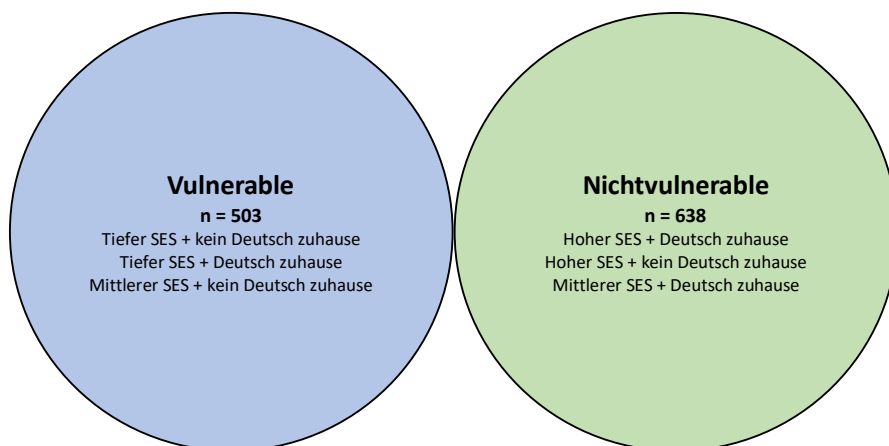 Vulnerable
n = 503
Tiefer SES + kein Deutsch zuhause
Tiefer SES + Deutsch zuhause
Mittlerer SES + kein Deutsch zuhause
Nichtvulnerable
n = 638
Hoher SES + Deutsch zuhause
Hoher SES + kein Deutsch zuhause
Mittlerer SES + Deutsch zuhause